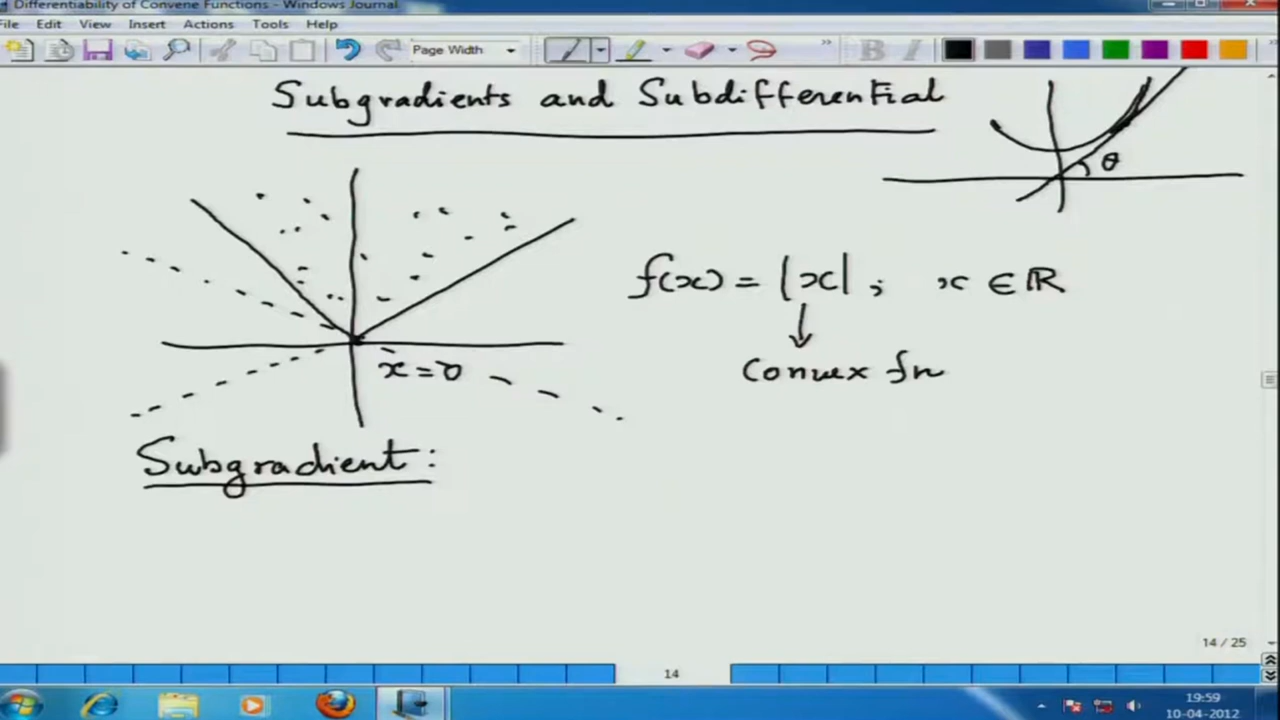 Differentiability of Convene Functions - Windows Journal
File Edit View Insert Actions Tools Help
Page Width
B I
Subgradients and Subdifferential
θ
f(x) = |x| ; x ∈ ℝ
x=0
Convex fn
Subgradient:
14 / 25
14
19:59
10-04-2012